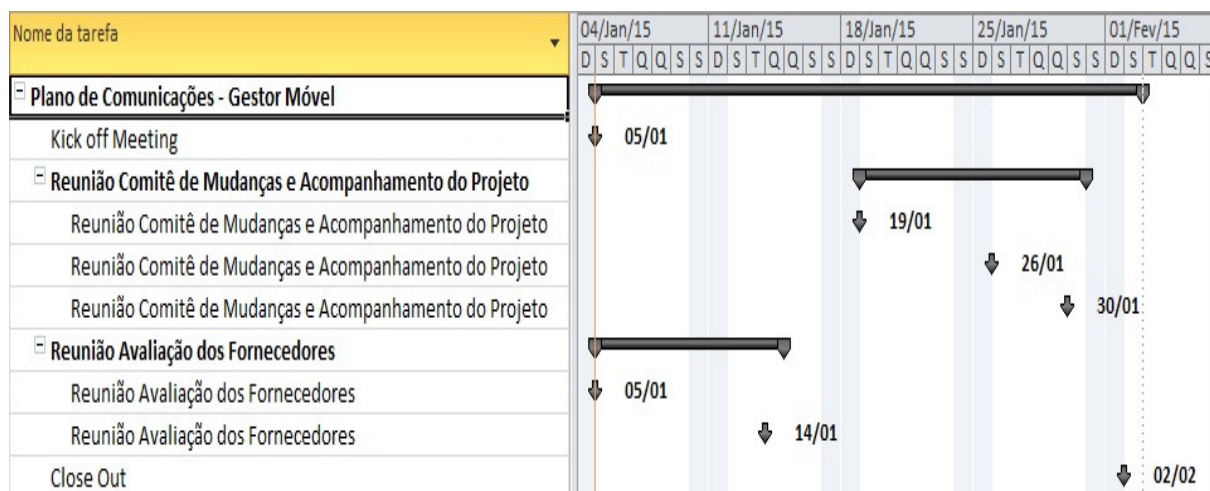 Nome da tarefa
04/Jan/15 11/Jan/15 18/Jan/15 25/Jan/15 01/Fev/15
D S T Q Q S S D S T Q Q S S D S T Q Q S S D S T Q Q S S D S T Q Q S
Plano de Comunicações - Gestor Móvel
Kick off Meeting 05/01
Reunião Comitê de Mudanças e Acompanhamento do Projeto
Reunião Comitê de Mudanças e Acompanhamento do Projeto 19/01
Reunião Comitê de Mudanças e Acompanhamento do Projeto 26/01
Reunião Comitê de Mudanças e Acompanhamento do Projeto 30/01
Reunião Avaliação dos Fornecedores
Reunião Avaliação dos Fornecedores 05/01
Reunião Avaliação dos Fornecedores 14/01
Close Out 02/02